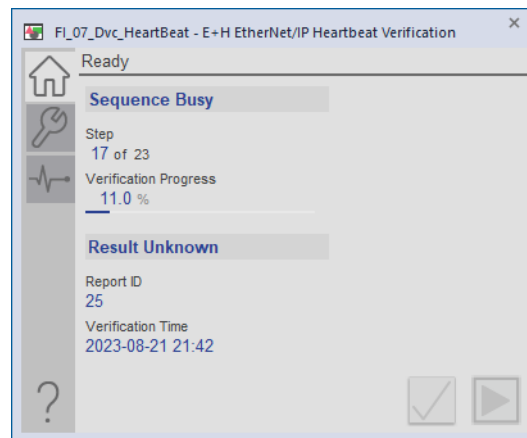 FI_07_Dvc_HeartBeat - E+H EtherNet/IP Heartbeat Verification
Ready
Sequence Busy
Step
17 of 23
Verification Progress
11.0 %
Result Unknown
Report ID
25
Verification Time
2023-08-21 21:42
?